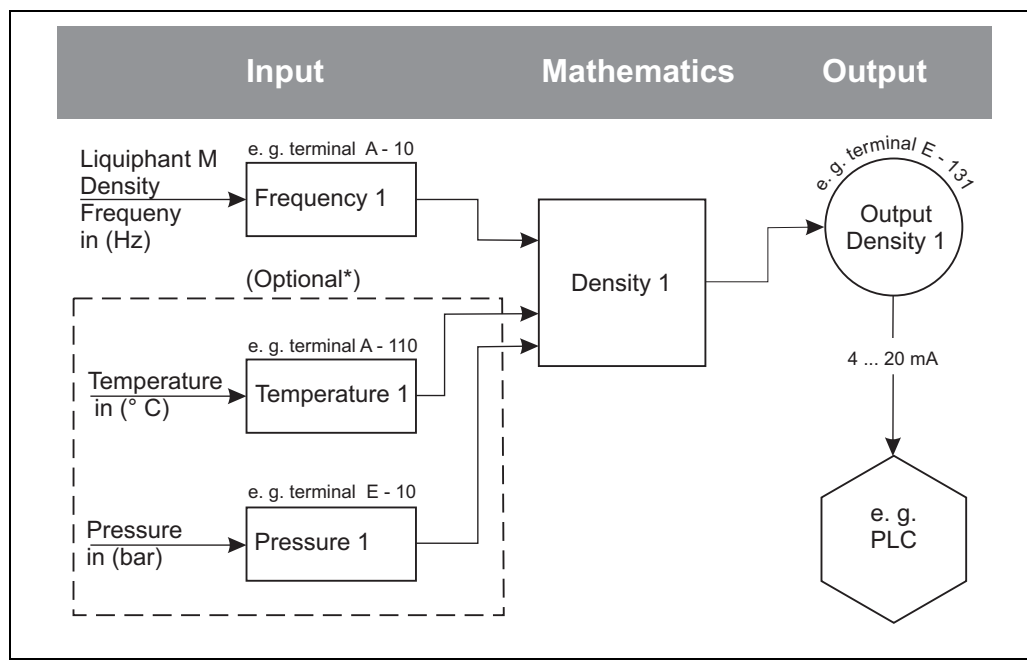 Input Mathematics Output
Liquiphant M
Density
Frequeny
in (Hz)
e. g. terminal A - 10
Frequency 1
(Optional*)
e. g. terminal A - 110
Temperature
in (° C)
Temperature 1
e. g. terminal E - 10
Pressure
in (bar)
Pressure 1
Density 1
e. g. terminal E - 131
Output
Density 1
4 ... 20 mA
e. g.
PLC